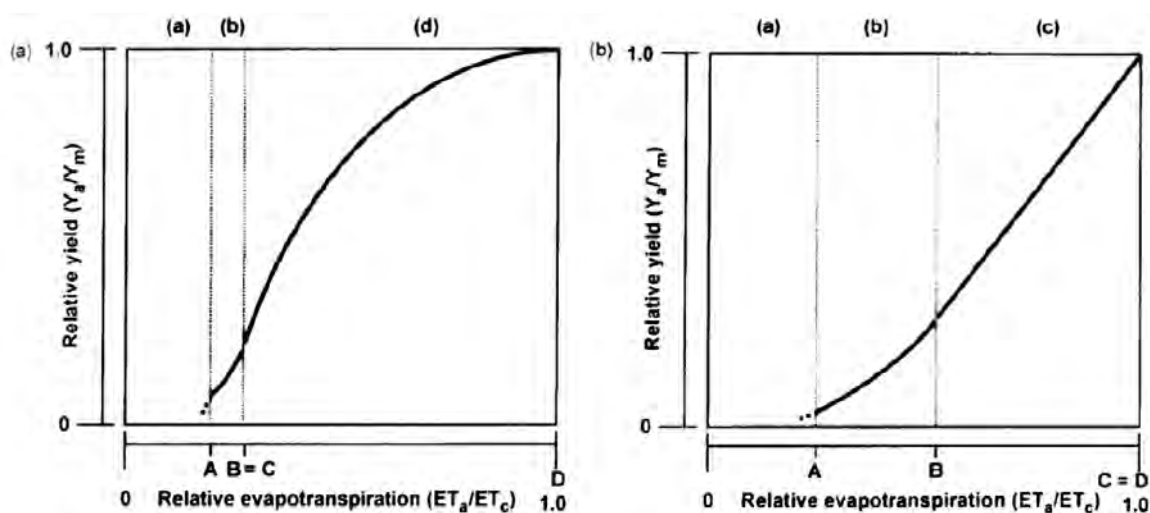 (a) (b) (d)
(a) 1.0
Relative yield (Ya/Ym)
0
A B = C D
0 Relative evapotranspiration (ETa/ETc) 1.0
(a) (b) (c)
(b) 1.0
Relative yield (Ya/Ym)
0
A B C = D
0 Relative evapotranspiration (ETa/ETc) 1.0